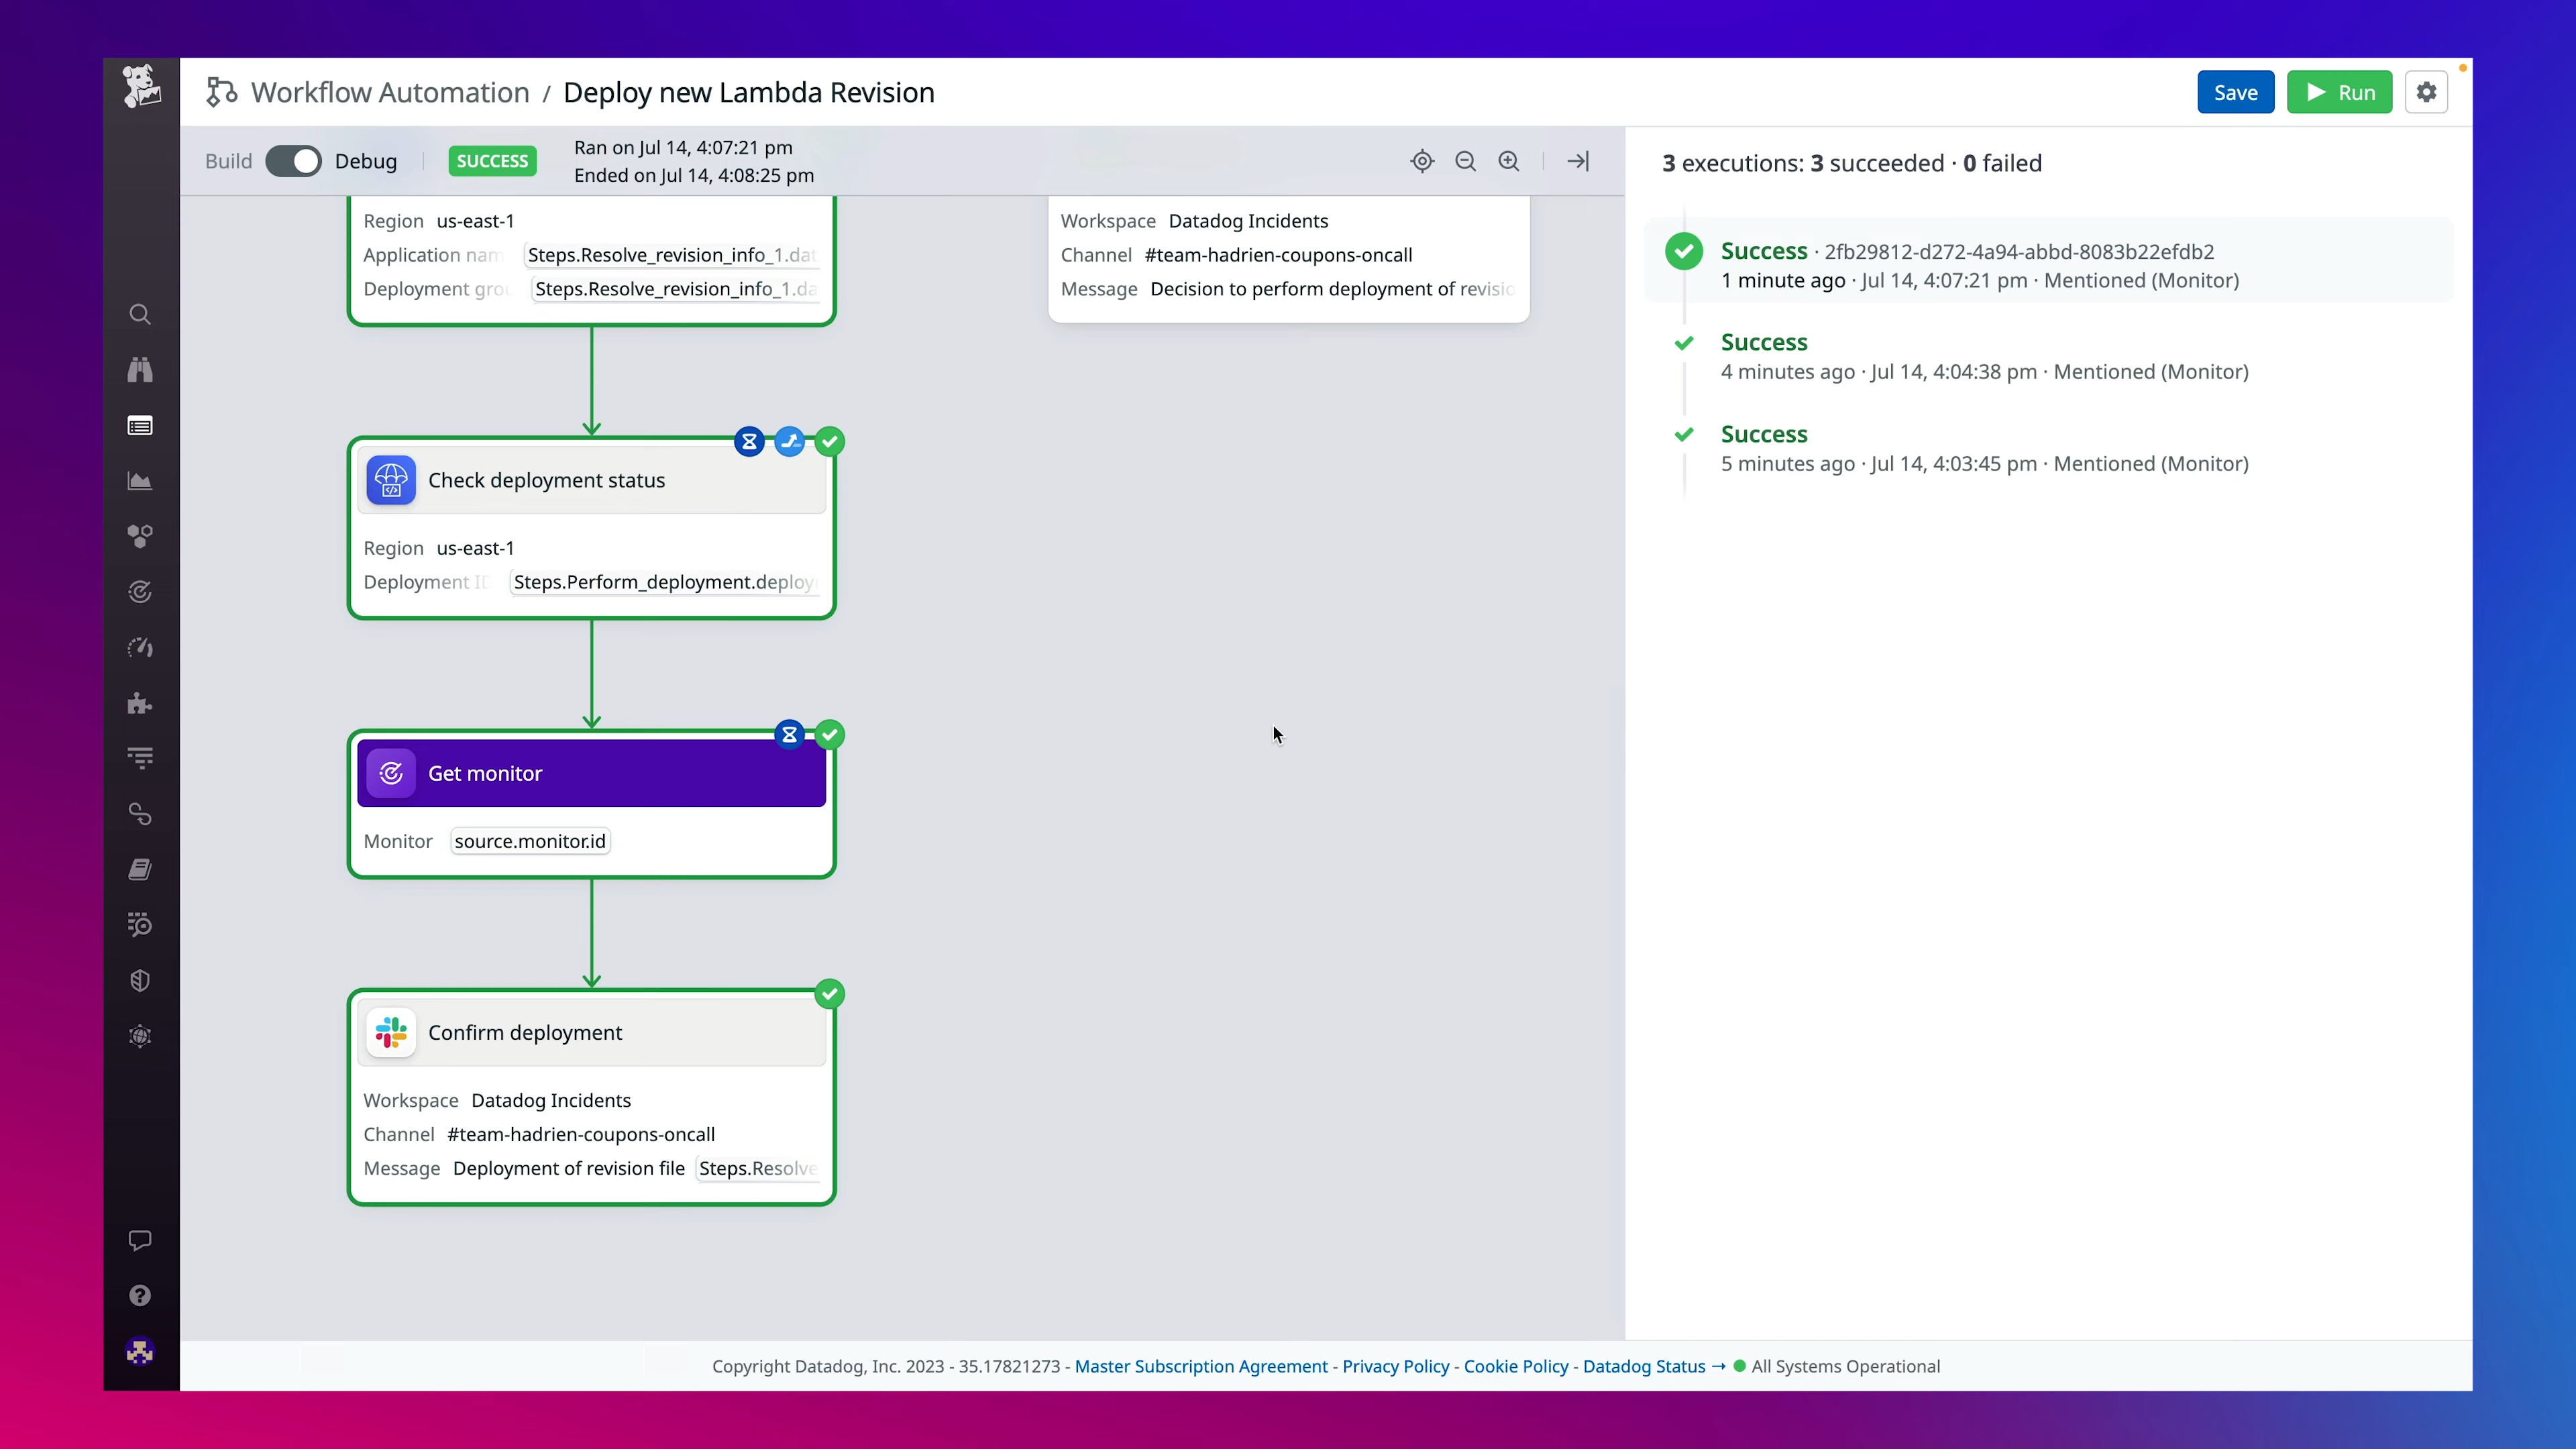 Workflow Automation / Deploy new Lambda Revision
Save
Run
Build
Debug
SUCCESS
Ran on Jul 14, 4:07:21 pm
Ended on Jul 14, 4:08:25 pm
Region us-east-1
Application nam Steps.Resolve_revision_info_1.dat
Deployment grou Steps.Resolve_revision_info_1.da
Workspace Datadog Incidents
Channel #team-hadrien-coupons-oncall
Message Decision to perform deployment of revisio
Check deployment status
Region us-east-1
Deployment ID Steps.Perform_deployment.deploy
Get monitor
Monitor source.monitor.id
Confirm deployment
Workspace Datadog Incidents
Channel #team-hadrien-coupons-oncall
Message Deployment of revision file Steps.Resolve
3 executions: 3 succeeded · 0 failed
Success · 2fb29812-d272-4a94-abbd-8083b22efdb2
1 minute ago · Jul 14, 4:07:21 pm · Mentioned (Monitor)
Success
4 minutes ago · Jul 14, 4:04:38 pm · Mentioned (Monitor)
Success
5 minutes ago · Jul 14, 4:03:45 pm · Mentioned (Monitor)
Copyright Datadog, Inc. 2023 - 35.17821273 - Master Subscription Agreement - Privacy Policy - Cookie Policy - Datadog Status → All Systems Operational